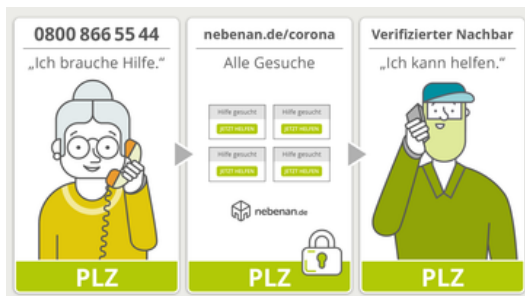 0800 866 55 44
„Ich brauche Hilfe.“
PLZ
nebenan.de/corona
Alle Gesuche
Hilfe gesucht
JETZT HELFEN
Hilfe gesucht
JETZT HELFEN
Hilfe gesucht
JETZT HELFEN
Hilfe gesucht
JETZT HELFEN
nebenan.de
PLZ
Verifizierter Nachbar
„Ich kann helfen.“
PLZ